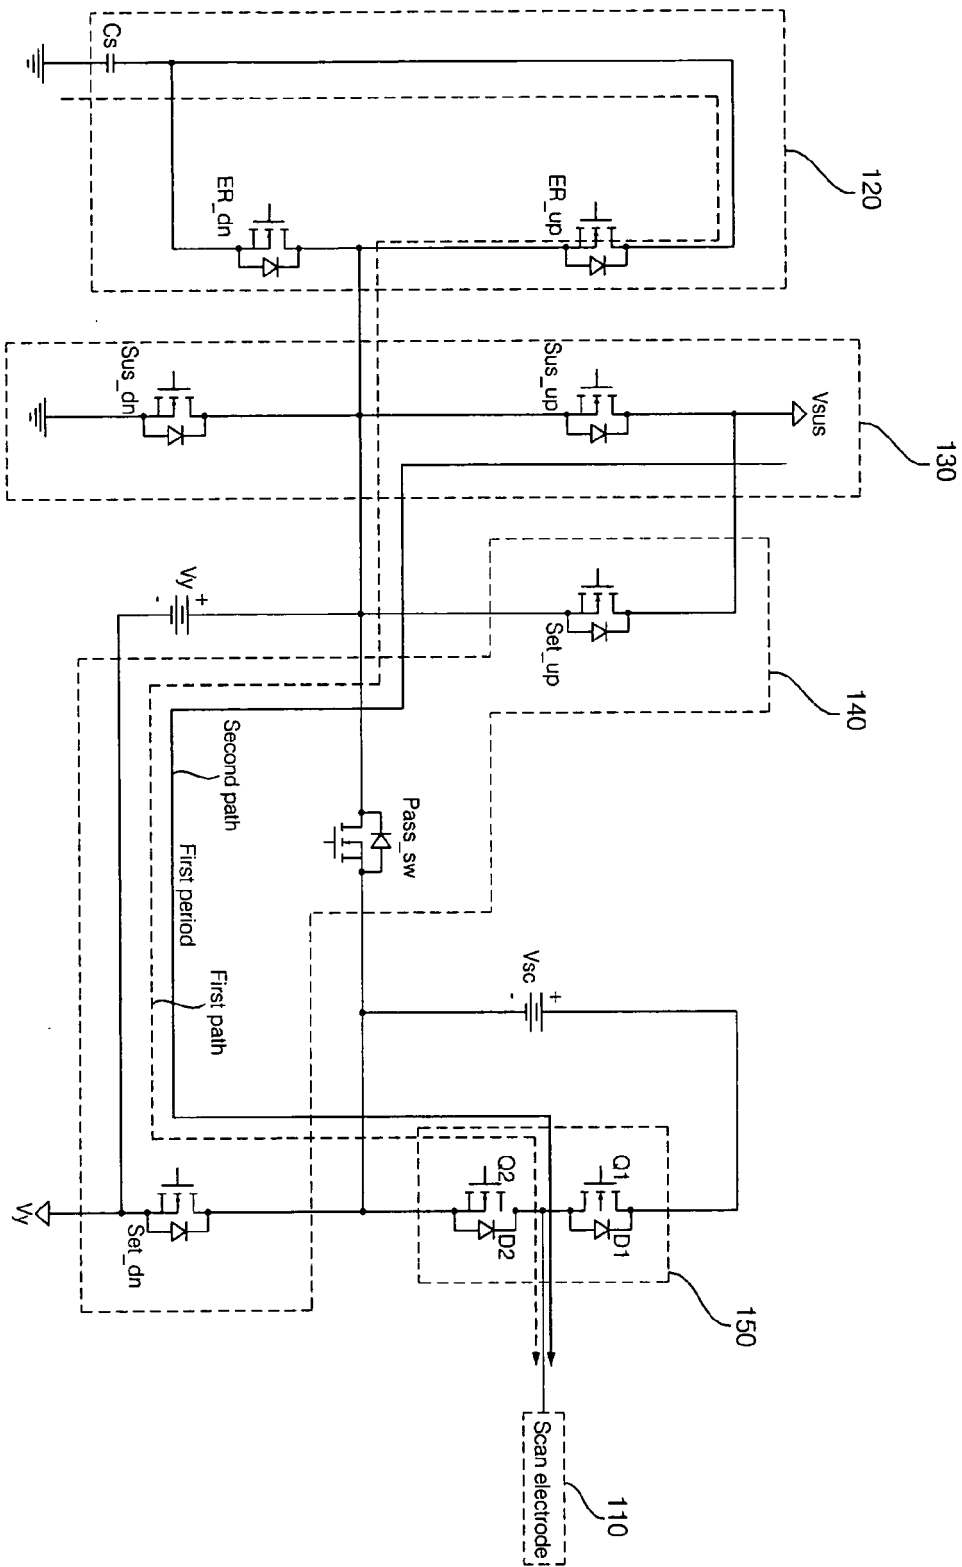 120
130
140
150
110
Cs
ER_up
ER_dn
Vsus
Sus_up
Sus_dn
Set_up
Vy
+
-
Pass_sw
Second path
First period
First path
Vsc
+
-
Q1
D1
Q2
D2
Set_dn
Vy
Scan electrode